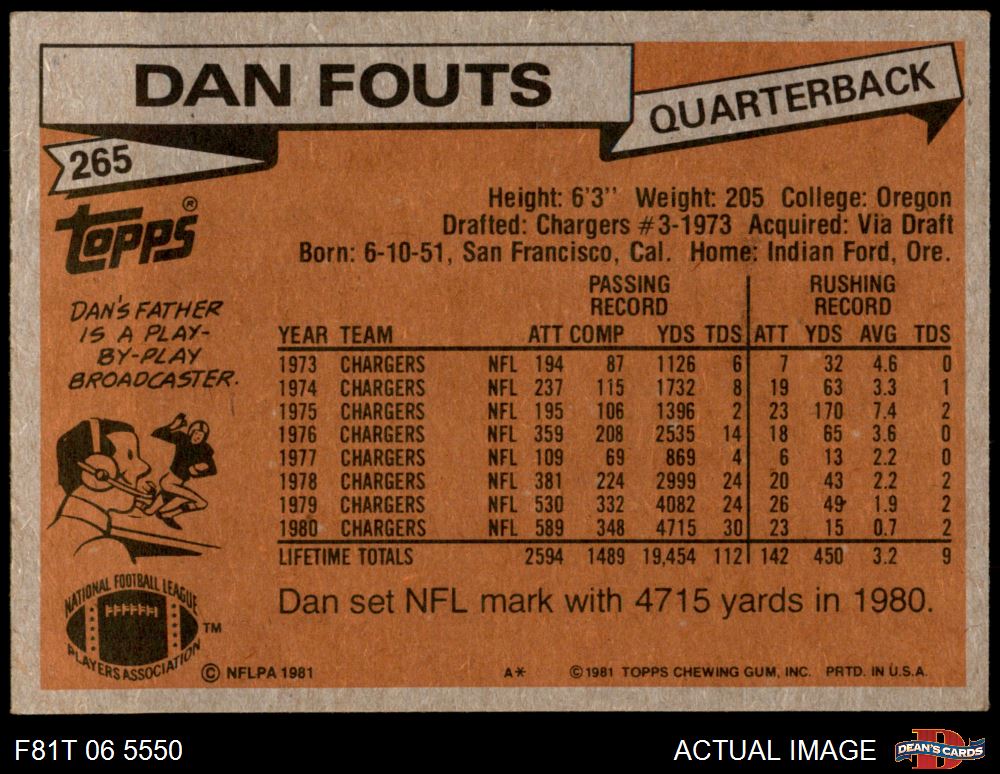 DAN FOUTS
QUARTERBACK
265
TOPPS®
Height: 6'3'' Weight: 205 College: Oregon
Drafted: Chargers #3-1973 Acquired: Via Draft
Born: 6-10-51, San Francisco, Cal. Home: Indian Ford, Ore.
DAN'S FATHER
IS A PLAY-
BY-PLAY
BROADCASTER.
PASSING RUSHING
RECORD RECORD
YEAR TEAM ATT COMP YDS TDS ATT YDS AVG TDS
1973 CHARGERS NFL 194 87 1126 6 7 32 4.6 0
1974 CHARGERS NFL 237 115 1732 8 19 63 3.3 1
1975 CHARGERS NFL 195 106 1396 2 23 170 7.4 2
1976 CHARGERS NFL 359 208 2535 14 18 65 3.6 0
1977 CHARGERS NFL 109 69 869 4 6 13 2.2 0
1978 CHARGERS NFL 381 224 2999 24 20 43 2.2 2
1979 CHARGERS NFL 530 332 4082 24 26 49 1.9 2
1980 CHARGERS NFL 589 348 4715 30 23 15 0.7 2
LIFETIME TOTALS 2594 1489 19,454 112 142 450 3.2 9
Dan set NFL mark with 4715 yards in 1980.
NATIONAL FOOTBALL LEAGUE
PLAYERS ASSOCIATION
TM
© NFLPA 1981 A* ©1981 TOPPS CHEWING GUM, INC. PRTD. IN U.S.A.
F81T 06 5550 ACTUAL IMAGE
D
DEAN'S CARDS